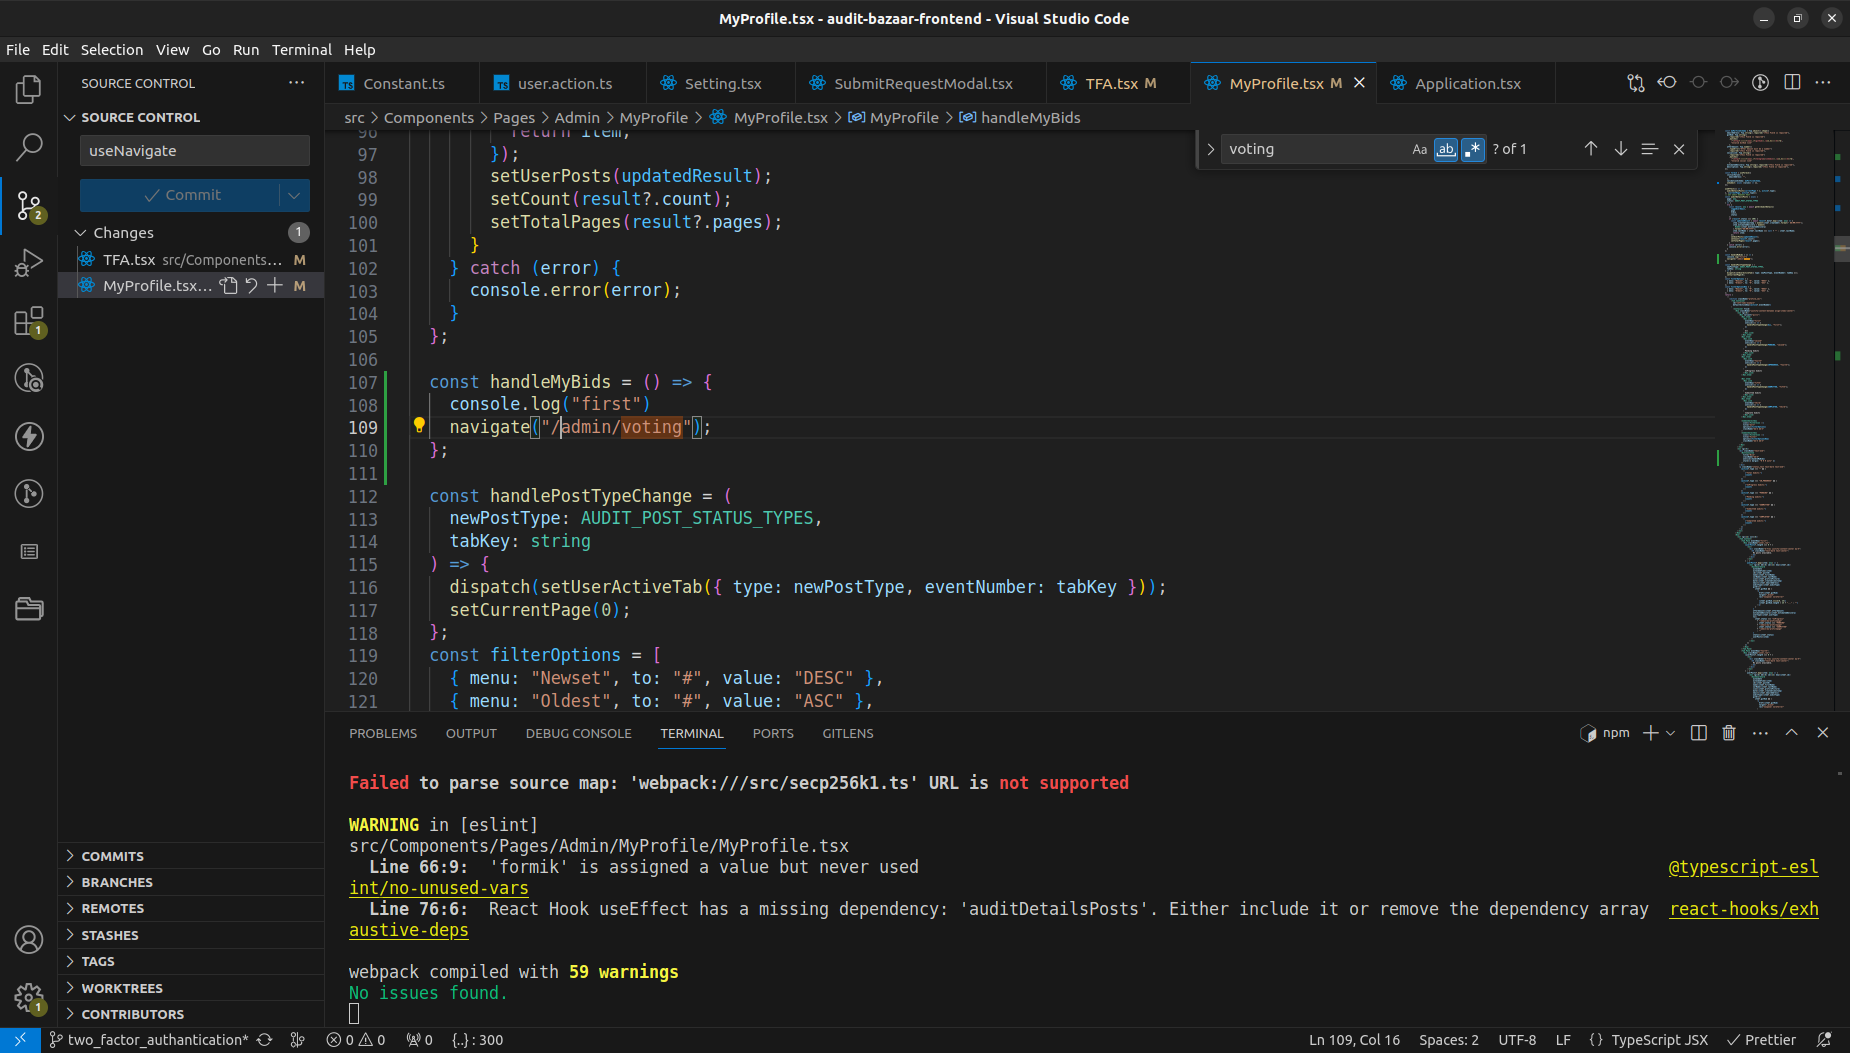 MyProfile.tsx - audit-bazaar-frontend - Visual Studio Code
File Edit Selection View Go Run Terminal Help
SOURCE CONTROL
Constant.ts
user.action.ts
Setting.tsx
SubmitRequestModal.tsx
TFA.tsx M
MyProfile.tsx M
Application.tsx
SOURCE CONTROL
useNavigate
Commit
Changes 1
TFA.tsx src/Components... M
MyProfile.tsx... M
2
1
1
COMMITS
BRANCHES
REMOTES
STASHES
TAGS
WORKTREES
CONTRIBUTORS
src > Components > Pages > Admin > MyProfile > MyProfile.tsx > MyProfile > handleMyBids
voting Aa ab .* ? of 1
96 return item;
97 });
98 setUserPosts(updatedResult);
99 setCount(result?.count);
100 setTotalPages(result?.pages);
101 }
102 } catch (error) {
103 console.error(error);
104 }
105 };
106
107 const handleMyBids = () => {
108 console.log("first")
109 navigate("/admin/voting");
110 };
111
112 const handlePostTypeChange = (
113 newPostType: AUDIT_POST_STATUS_TYPES,
114 tabKey: string
115 ) => {
116 dispatch(setUserActiveTab({ type: newPostType, eventNumber: tabKey }));
117 setCurrentPage(0);
118 };
119 const filterOptions = [
120 { menu: "Newset", to: "#", value: "DESC" },
121 { menu: "Oldest", to: "#", value: "ASC" },
PROBLEMS OUTPUT DEBUG CONSOLE TERMINAL PORTS GITLENS
npm
Failed to parse source map: 'webpack:///src/secp256k1.ts' URL is not supported
WARNING in [eslint]
src/Components/Pages/Admin/MyProfile/MyProfile.tsx
Line 66:9: 'formik' is assigned a value but never used @typescript-esl
int/no-unused-vars
Line 76:6: React Hook useEffect has a missing dependency: 'auditDetailsPosts'. Either include it or remove the dependency array react-hooks/exh
austive-deps
webpack compiled with 59 warnings
No issues found.
two_factor_authantication* 0 0 0 {..} : 300
Ln 109, Col 16 Spaces: 2 UTF-8 LF {} TypeScript JSX Prettier